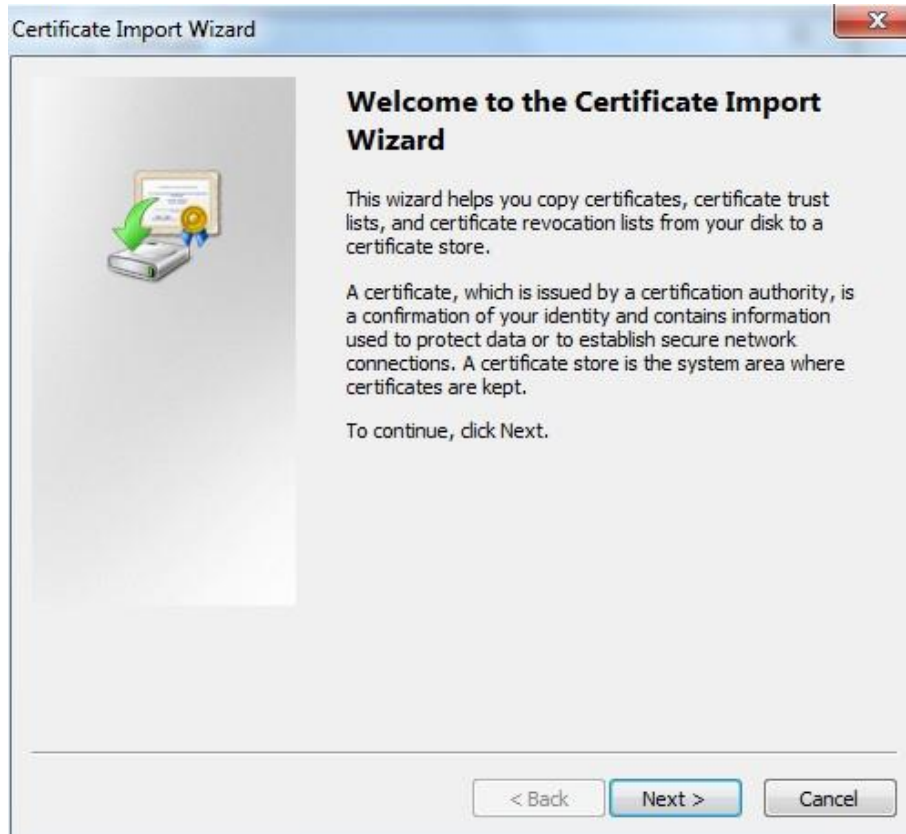 Certificate Import Wizard
Welcome to the Certificate Import
Wizard
This wizard helps you copy certificates, certificate trust
lists, and certificate revocation lists from your disk to a
certificate store.
A certificate, which is issued by a certification authority, is
a confirmation of your identity and contains information
used to protect data or to establish secure network
connections. A certificate store is the system area where
certificates are kept.
To continue, click Next.
< Back
Next >
Cancel